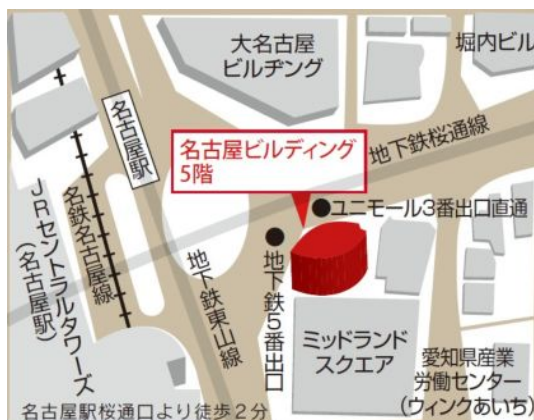 大名古屋
ビルヂング
堀内ビル
名古屋駅
名古屋ビルディング
5階
地下鉄桜通線
ユニモール3番出口直通
JRセントラルタワーズ
(名古屋駅)
名鉄名古屋線
地下鉄東山線
地下鉄5番出口
ミッドランド
スクエア
愛知県産業
労働センター
(ウィンクあいち)
名古屋駅桜通口より徒歩2分